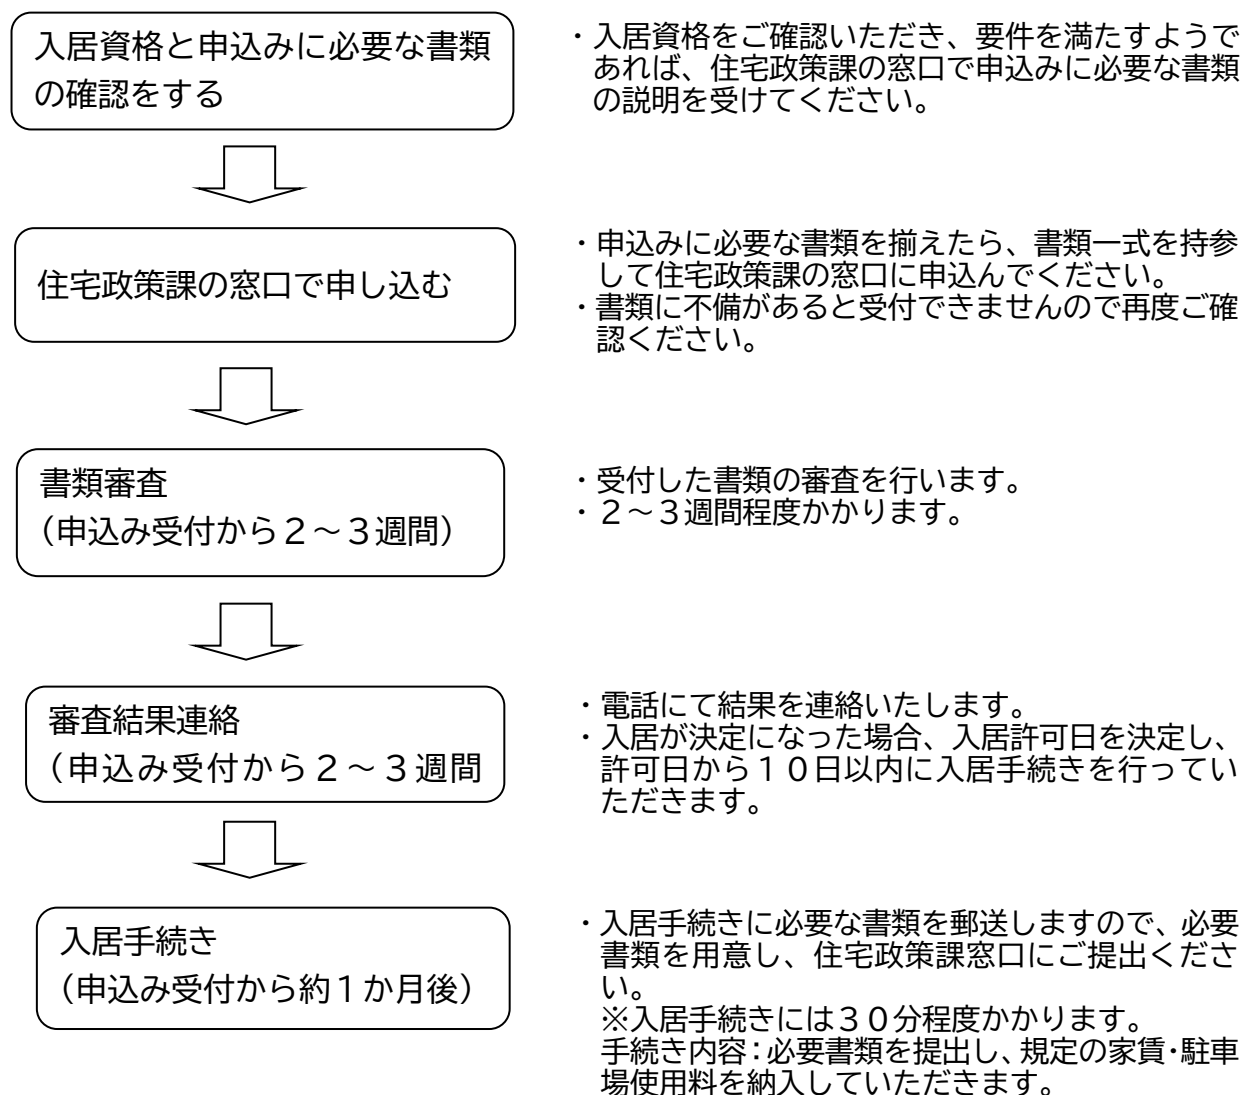 入居資格と申込みに必要な書類
の確認をする
・入居資格をご確認いただき、要件を満たすようで
あれば、住宅政策課の窓口で申込みに必要な書類
の説明を受けてください。
住宅政策課の窓口で申し込む
・申込みに必要な書類を揃えたら、書類一式を持参
して住宅政策課の窓口に申込んでください。
・書類に不備があると受付できませんので再度ご確
認ください。
書類審査
（申込み受付から２～３週間）
・受付した書類の審査を行います。
・２～３週間程度かかります。
審査結果連絡
（申込み受付から２～３週間
・電話にて結果を連絡いたします。
・入居が決定になった場合、入居許可日を決定し、
許可日から１０日以内に入居手続きを行ってい
ただきます。
入居手続き
（申込み受付から約１か月後）
・入居手続きに必要な書類を郵送しますので、必要
書類を用意し、住宅政策課窓口にご提出くださ
い。
※入居手続きには３０分程度かかります。
手続き内容：必要書類を提出し、規定の家賃・駐車
場使用料を納入していただきます。